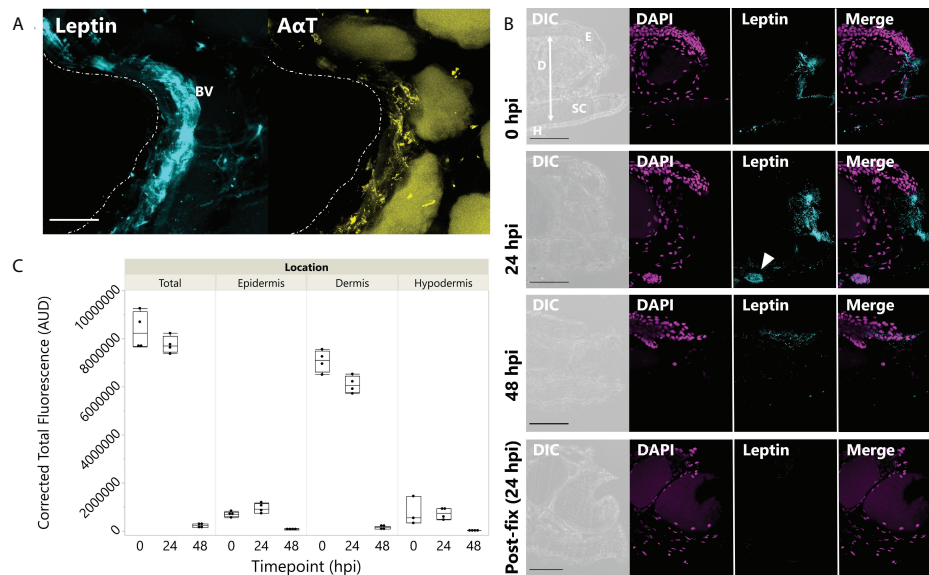 A
Leptin
AαT
BV
B
DIC
DAPI
Leptin
Merge
E
D
SC
H
0 hpi
DIC
DAPI
Leptin
Merge
24 hpi
DIC
DAPI
Leptin
Merge
48 hpi
DIC
DAPI
Leptin
Merge
Post-fix (24 hpi)
C
Location
Total
Epidermis
Dermis
Hypodermis
Corrected Total Fluorescence (AUD)
10000000
8000000
6000000
4000000
2000000
0
0 24 48 0 24 48 0 24 48 0 24 48
Timepoint (hpi)